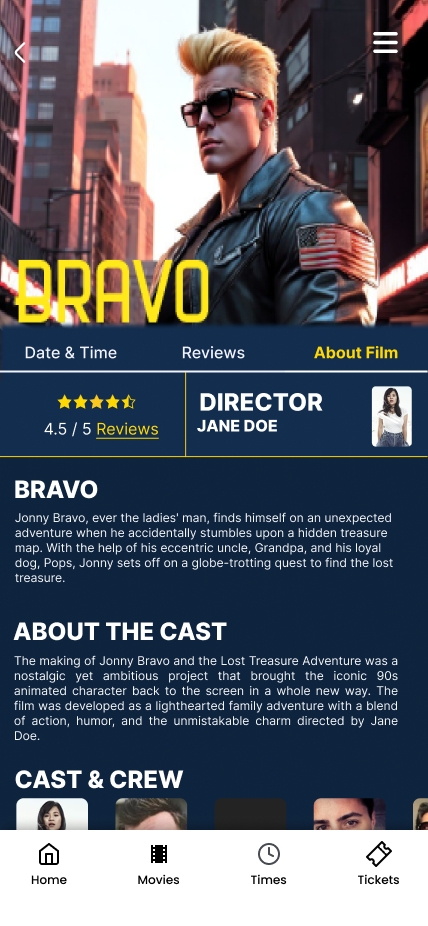 BRAVO
Date & Time Reviews About Film
DIRECTOR
JANE DOE
4.5 / 5 Reviews
BRAVO
Jonny Bravo, ever the ladies' man, finds himself on an unexpected
adventure when he accidentally stumbles upon a hidden treasure
map. With the help of his eccentric uncle, Grandpa, and his loyal
dog, Pops, Jonny sets off on a globe-trotting quest to find the lost
treasure.
ABOUT THE CAST
The making of Jonny Bravo and the Lost Treasure Adventure was a
nostalgic yet ambitious project that brought the iconic 90s
animated character back to the screen in a whole new way. The
film was developed as a lighthearted family adventure with a blend
of action, humor, and the unmistakable charm directed by Jane
Doe.
CAST & CREW
Home Movies Times Tickets